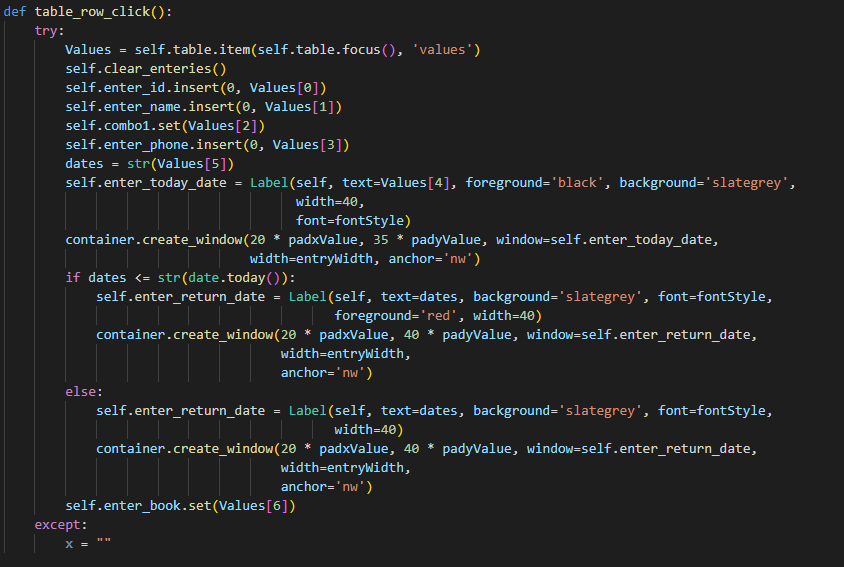 def table_row_click():
    try:
        Values = self.table.item(self.table.focus(), 'values')
        self.clear_enteries()
        self.enter_id.insert(0, Values[0])
        self.enter_name.insert(0, Values[1])
        self.combo1.set(Values[2])
        self.enter_phone.insert(0, Values[3])
        dates = str(Values[5])
        self.enter_today_date = Label(self, text=Values[4], foreground='black', background='slategrey',
                                      width=40,
                                      font=fontStyle)
        container.create_window(20 * padxValue, 35 * padyValue, window=self.enter_today_date,
                                width=entryWidth, anchor='nw')
        if dates <= str(date.today()):
            self.enter_return_date = Label(self, text=dates, background='slategrey', font=fontStyle,
                                           foreground='red', width=40)
            container.create_window(20 * padxValue, 40 * padyValue, window=self.enter_return_date,
                                    width=entryWidth,
                                    anchor='nw')
        else:
            self.enter_return_date = Label(self, text=dates, background='slategrey', font=fontStyle,
                                           width=40)
            container.create_window(20 * padxValue, 40 * padyValue, window=self.enter_return_date,
                                    width=entryWidth,
                                    anchor='nw')
        self.enter_book.set(Values[6])
    except:
        x = ""